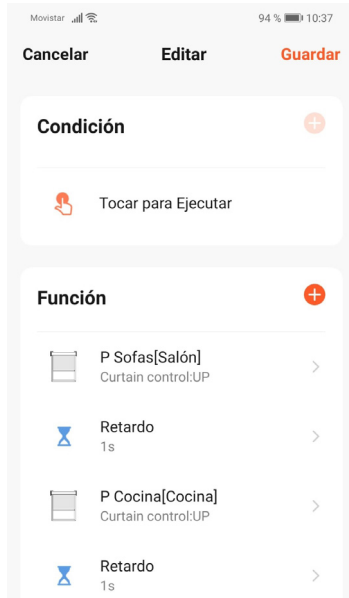 Movistar 94 % 10:37
Cancelar Editar Guardar
Condición
Tocar para Ejecutar
Función
P Sofas[Salón]
Curtain control:UP
Retardo
1s
P Cocina[Cocina]
Curtain control:UP
Retardo
1s